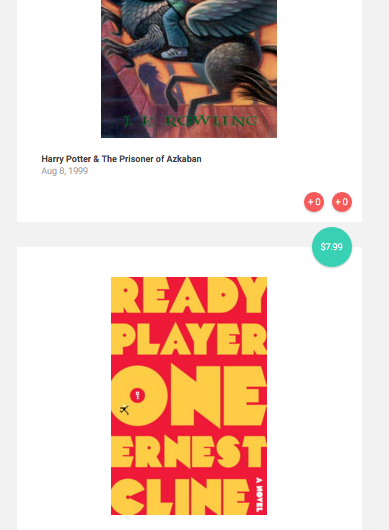 J. K. ROWLING
Harry Potter & The Prisoner of Azkaban
Aug 8, 1999
+ 0 + 0
$7.99
READY
PLAYER
ONE
ERNEST
CLINE
A NOVEL